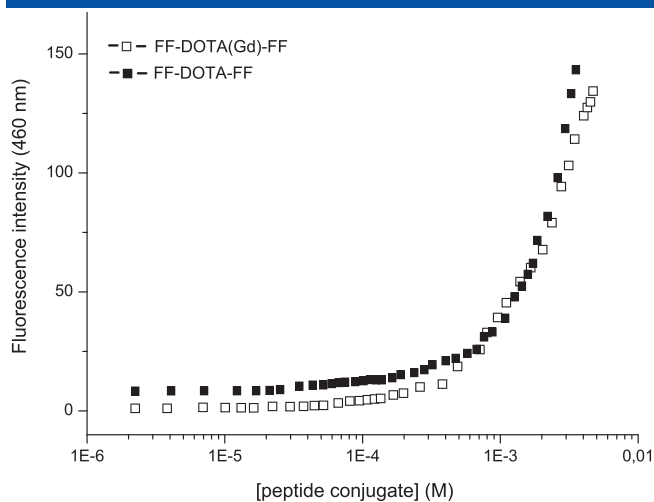 FF-DOTA(Gd)-FF
FF-DOTA-FF
Fluorescence intensity (460 nm)
150
100
50
0
1E-6 1E-5 1E-4 1E-3 0,01
[peptide conjugate] (M)